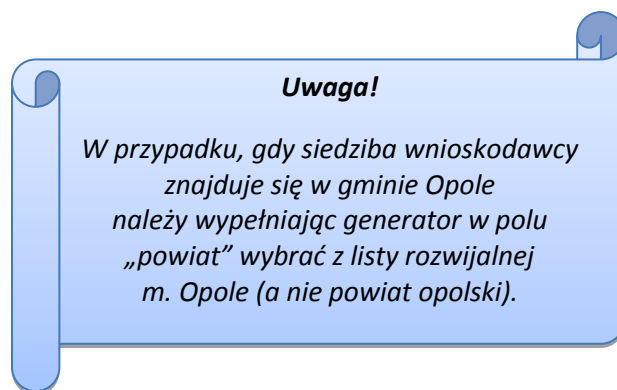 Uwaga!
W przypadku, gdy siedziba wnioskodawcy
znajduje się w gminie Opole
należy wypełniając generator w polu
„powiat” wybrać z listy rozwijalnej
m. Opole (a nie powiat opolski).